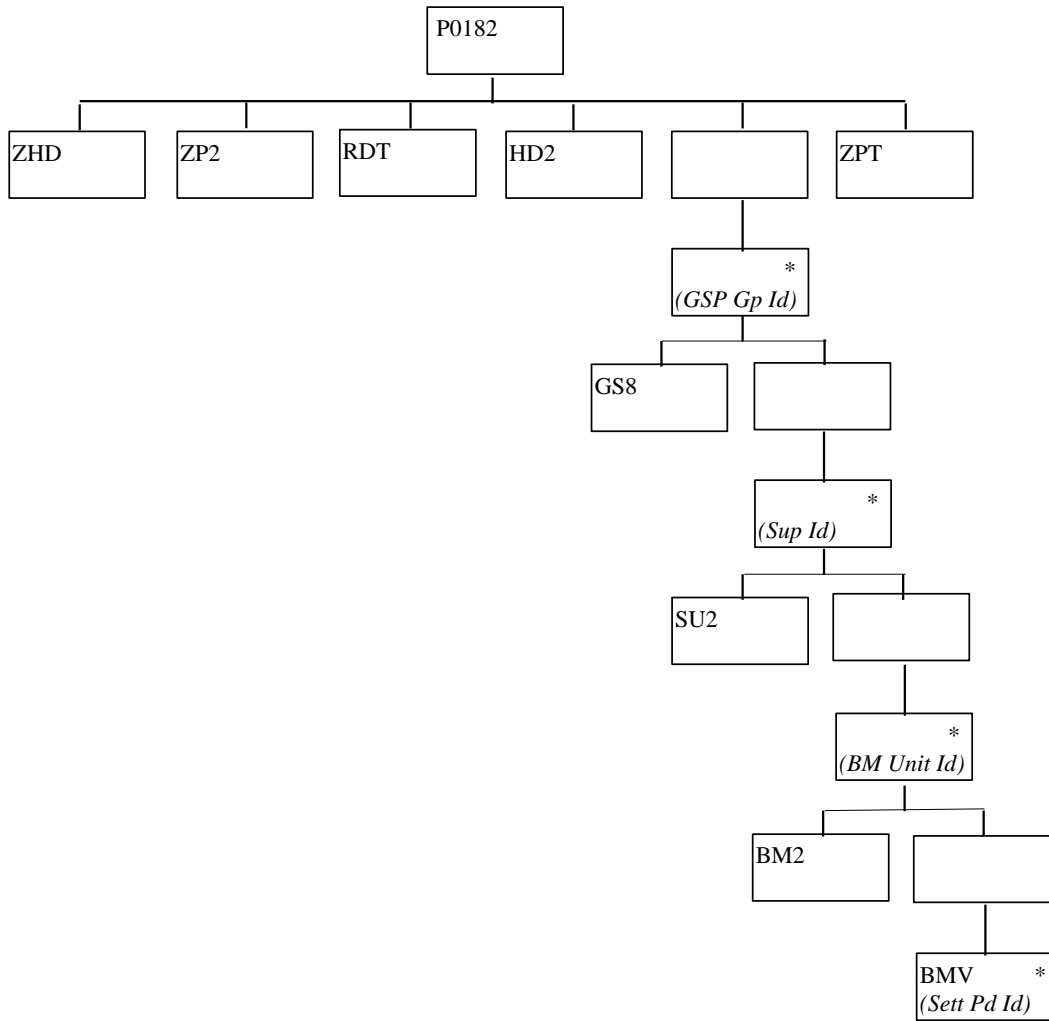 P0182
ZHD
ZP2
RDT
HD2
ZPT
*
(GSP Gp Id)
GS8
*
(Sup Id)
SU2
*
(BM Unit Id)
BM2
BMV *
(Sett Pd Id)